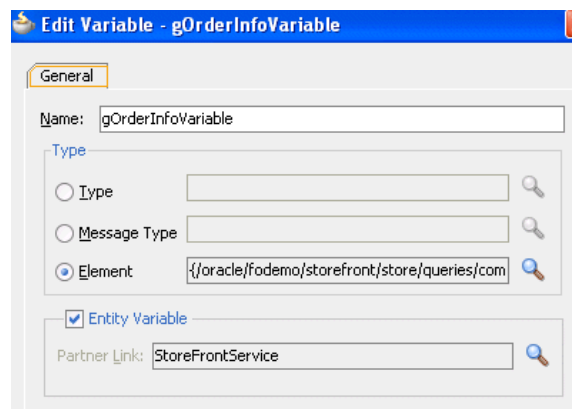 Edit Variable - gOrderInfoVariable
General
Name: gOrderInfoVariable
Type
Type
Message Type
Element {/oracle/fodemo/storefront/store/queries/com
Entity Variable
Partner Link: StoreFrontService